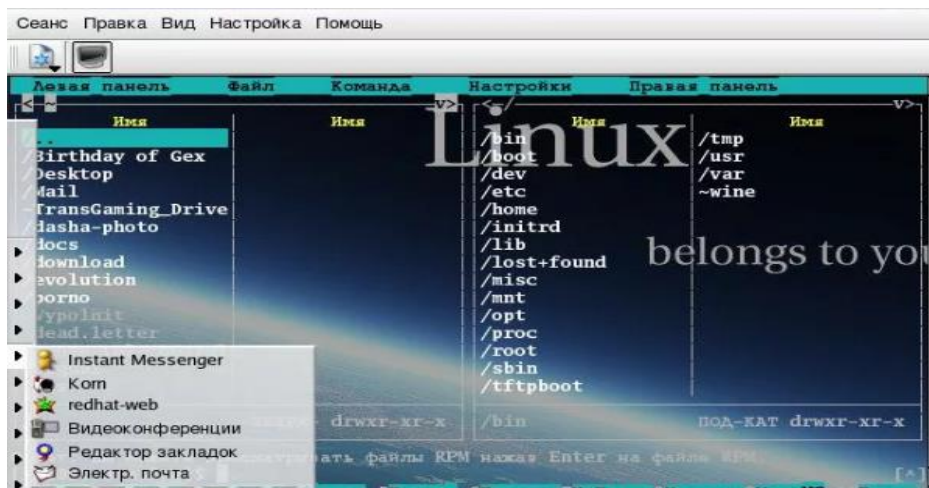 Сеанс Правка Вид Настройка Помощь
Левая панель Файл Команда Настройки Правая панель
<~ v> <-/ v>
Имя Имя Имя Имя
/.. /bin /tmp
/Birthday of Gex /boot /usr
/Desktop /dev /var
/Mail /etc ~wine
~TransGaming_Drive /home
/dasha-photo /initrd
/docs /lib
/download /lost+found
/evolution /misc
/porno /mnt
/opt
dead.letter /proc
/root
/sbin
/tftpboot
Linux
belongs to you
Instant Messenger
Korn
redhat-web
Видеоконференции
Редактор закладок
Электр. почта
drwxr-xr-x /bin ПОД-КАТ drwxr-xr-x
файлы RPM нажав Enter на файле RPM.
[^]